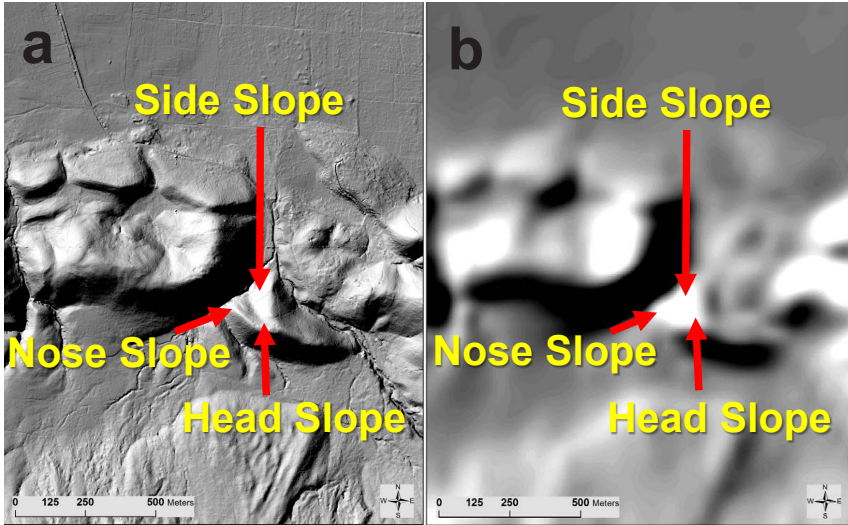 a
Side Slope
Nose Slope
Head Slope
0 125 250 500 Meters
N
W E
S
b
Side Slope
Nose Slope
Head Slope
0 125 250 500 Meters
N
W E
S